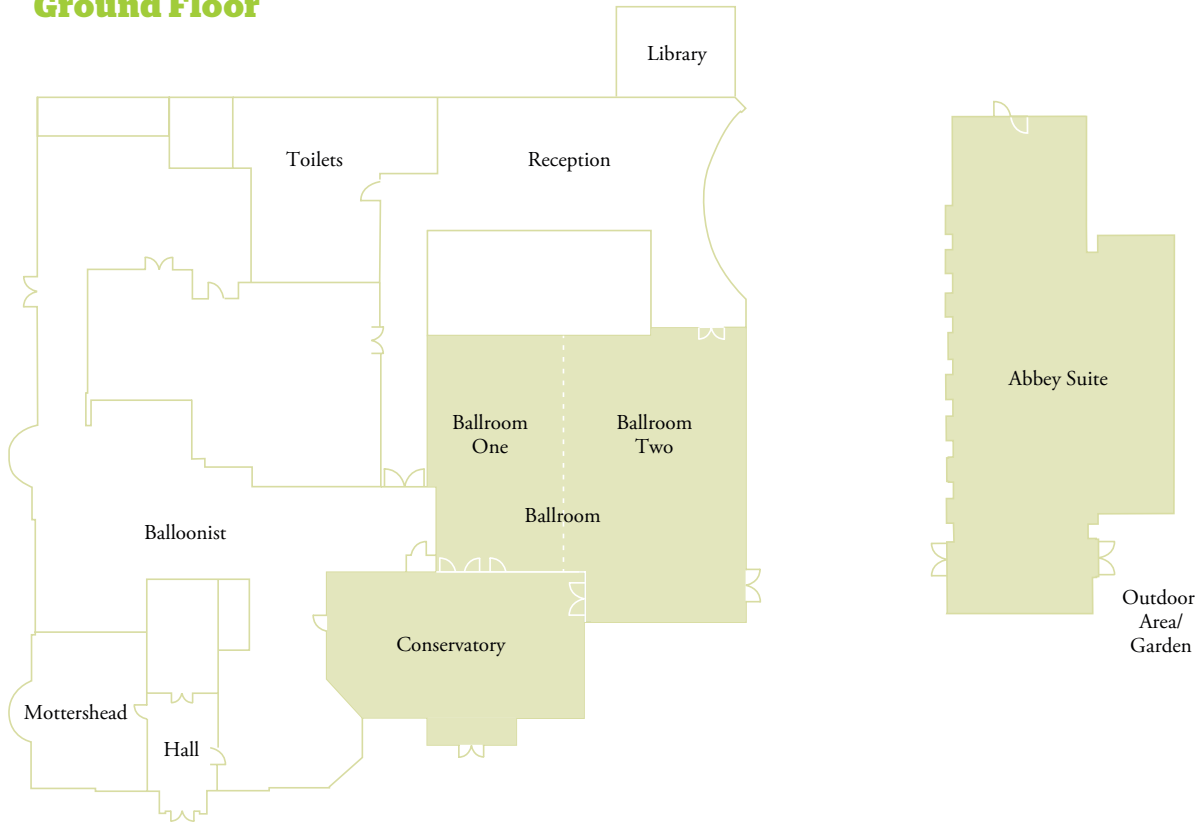 Ground Floor
Library
Toilets
Reception
Abbey Suite
Ballroom
One
Ballroom
Two
Ballroom
Balloonist
Outdoor
Area/
Garden
Conservatory
Mottershead
Hall